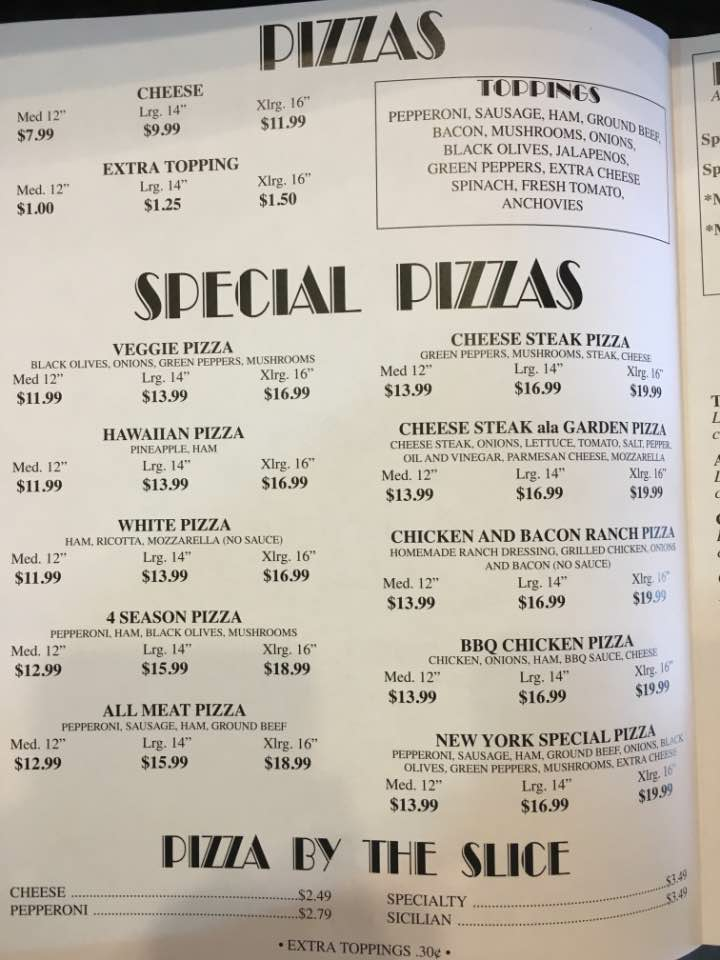 PIZZAS
CHEESE
Med 12” Lrg. 14” Xlrg. 16”
$7.99 $9.99 $11.99
EXTRA TOPPING
Med. 12” Lrg. 14” Xlrg. 16”
$1.00 $1.25 $1.50
TOPPINGS
PEPPERONI, SAUSAGE, HAM, GROUND BEEF,
BACON, MUSHROOMS, ONIONS,
BLACK OLIVES, JALAPENOS,
GREEN PEPPERS, EXTRA CHEESE
SPINACH, FRESH TOMATO,
ANCHOVIES
SPECIAL PIZZAS
VEGGIE PIZZA
BLACK OLIVES, ONIONS, GREEN PEPPERS, MUSHROOMS
Med 12” Lrg. 14” Xlrg. 16”
$11.99 $13.99 $16.99
HAWAIIAN PIZZA
PINEAPPLE, HAM
Med. 12” Lrg. 14” Xlrg. 16”
$11.99 $13.99 $16.99
WHITE PIZZA
HAM, RICOTTA, MOZZARELLA (NO SAUCE)
Med. 12” Lrg. 14” Xlrg. 16”
$11.99 $13.99 $16.99
4 SEASON PIZZA
PEPPERONI, HAM, BLACK OLIVES, MUSHROOMS
Med. 12” Lrg. 14” Xlrg. 16”
$12.99 $15.99 $18.99
ALL MEAT PIZZA
PEPPERONI, SAUSAGE, HAM, GROUND BEEF
Med. 12” Lrg. 14” Xlrg. 16”
$12.99 $15.99 $18.99
CHEESE STEAK PIZZA
GREEN PEPPERS, MUSHROOMS, STEAK, CHEESE
Med 12” Lrg. 14” Xlrg. 16”
$13.99 $16.99 $19.99
CHEESE STEAK ala GARDEN PIZZA
CHEESE STEAK, ONIONS, LETTUCE, TOMATO, SALT, PEPPER,
OIL AND VINEGAR, PARMESAN CHEESE, MOZZARELLA
Med. 12” Lrg. 14” Xlrg. 16”
$13.99 $16.99 $19.99
CHICKEN AND BACON RANCH PIZZA
HOMEMADE RANCH DRESSING, GRILLED CHICKEN, ONIONS
AND BACON (NO SAUCE)
Med. 12” Lrg. 14” Xlrg. 16”
$13.99 $16.99 $19.99
BBQ CHICKEN PIZZA
CHICKEN, ONIONS, HAM, BBQ SAUCE, CHEESE
Med. 12” Lrg. 14” Xlrg. 16”
$13.99 $16.99 $19.99
NEW YORK SPECIAL PIZZA
PEPPERONI, SAUSAGE, HAM, GROUND BEEF, ONIONS, BLACK
OLIVES, GREEN PEPPERS, MUSHROOMS, EXTRA CHEESE
Med. 12” Lrg. 14” Xlrg. 16”
$13.99 $16.99 $19.99
PIZZA BY THE SLICE
CHEESE ..........$2.49
PEPPERONI ..........$2.79
SPECIALTY ..........$3.49
SICILIAN ..........$3.49
• EXTRA TOPPINGS .30¢ •